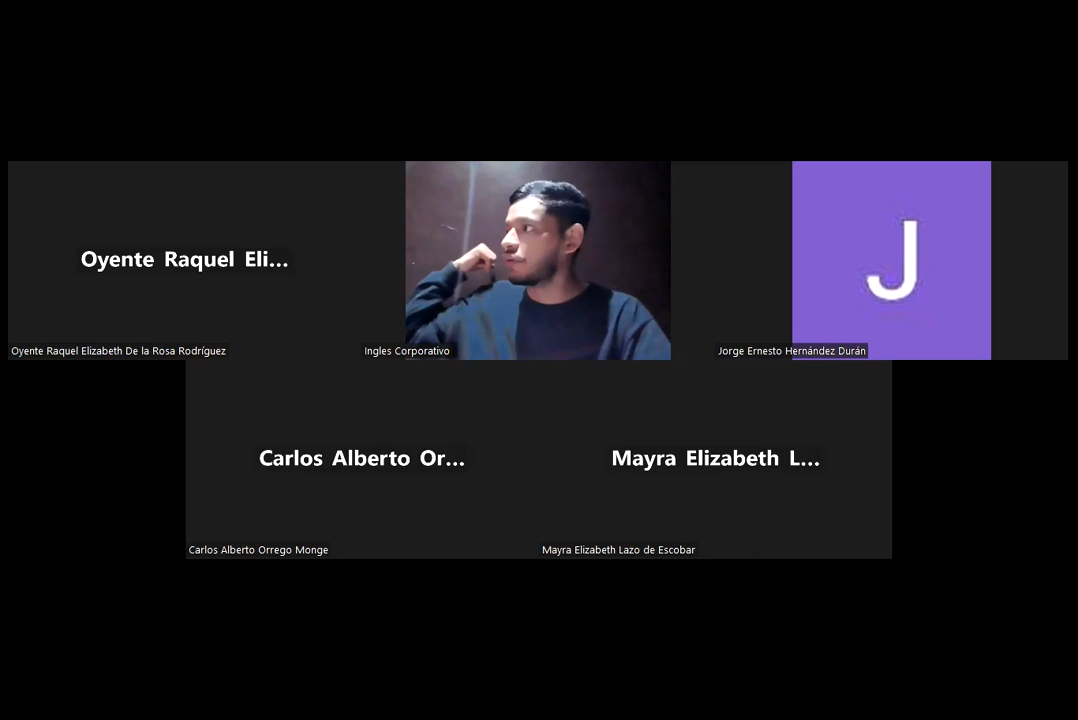 Oyente Raquel Eli...
Oyente Raquel Elizabeth De la Rosa Rodríguez
Ingles Corporativo
J
Jorge Ernesto Hernández Durán
Carlos Alberto Or...
Carlos Alberto Orrego Monge
Mayra Elizabeth L...
Mayra Elizabeth Lazo de Escobar